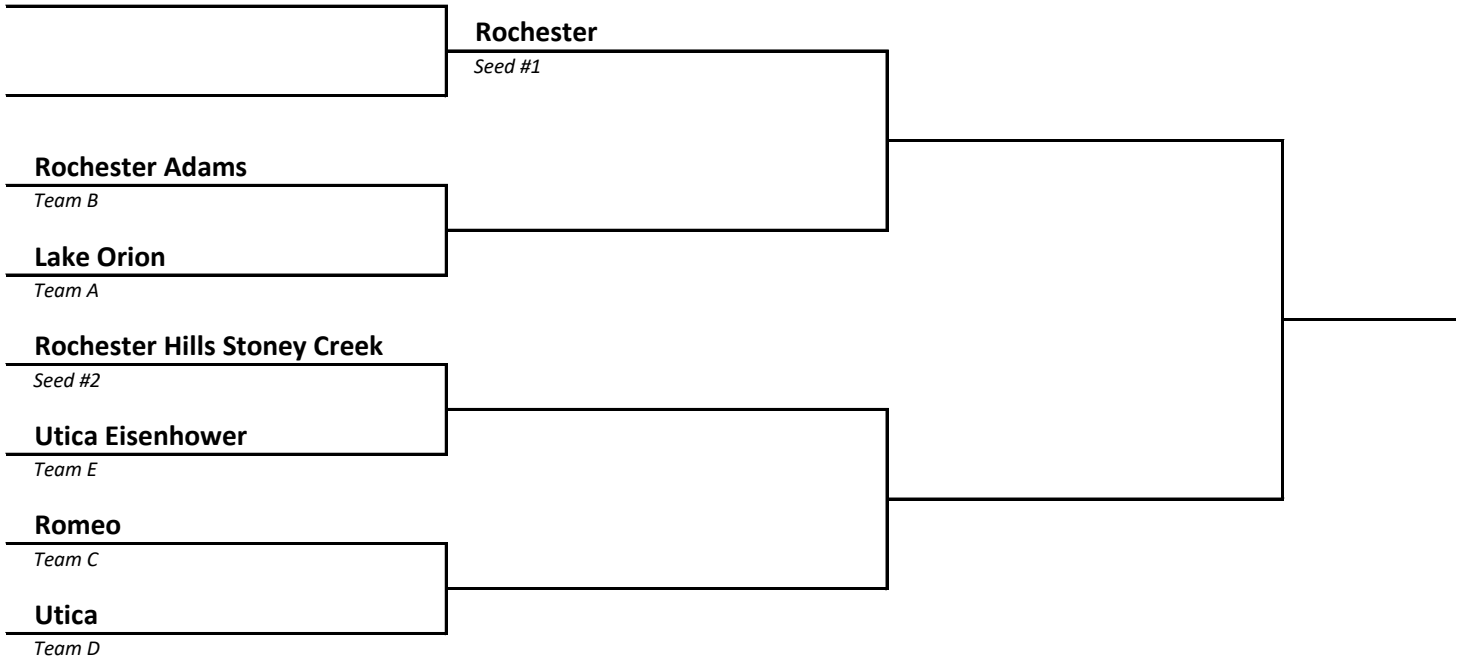 Rochester
Seed #1
Rochester Adams
Team B
Lake Orion
Team A
Rochester Hills Stoney Creek
Seed #2
Utica Eisenhower
Team E
Romeo
Team C
Utica
Team D